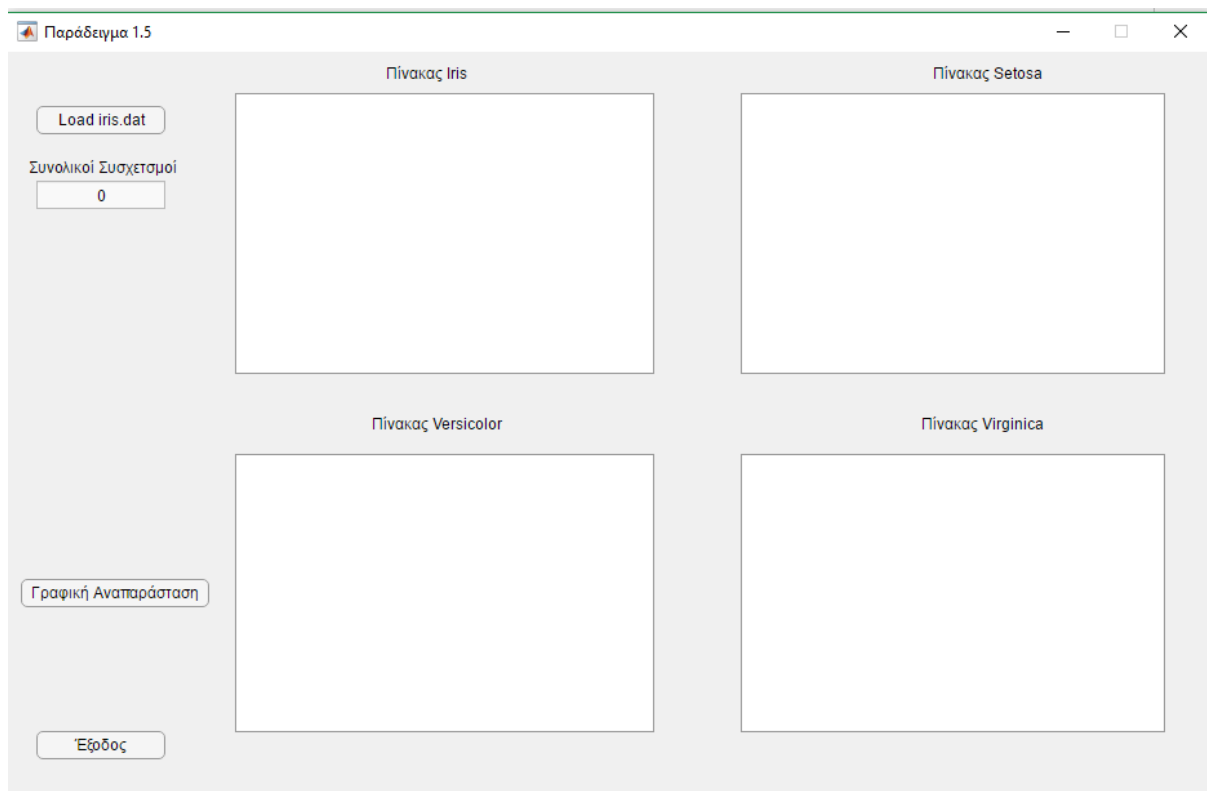 Παράδειγμα 1.5
Πίνακας Iris
Πίνακας Setosa
Load iris.dat
Συνολικοί Συσχετσμοί
0
Πίνακας Versicolor
Πίνακας Virginica
Γραφική Αναπαράσταση
Έξοδος